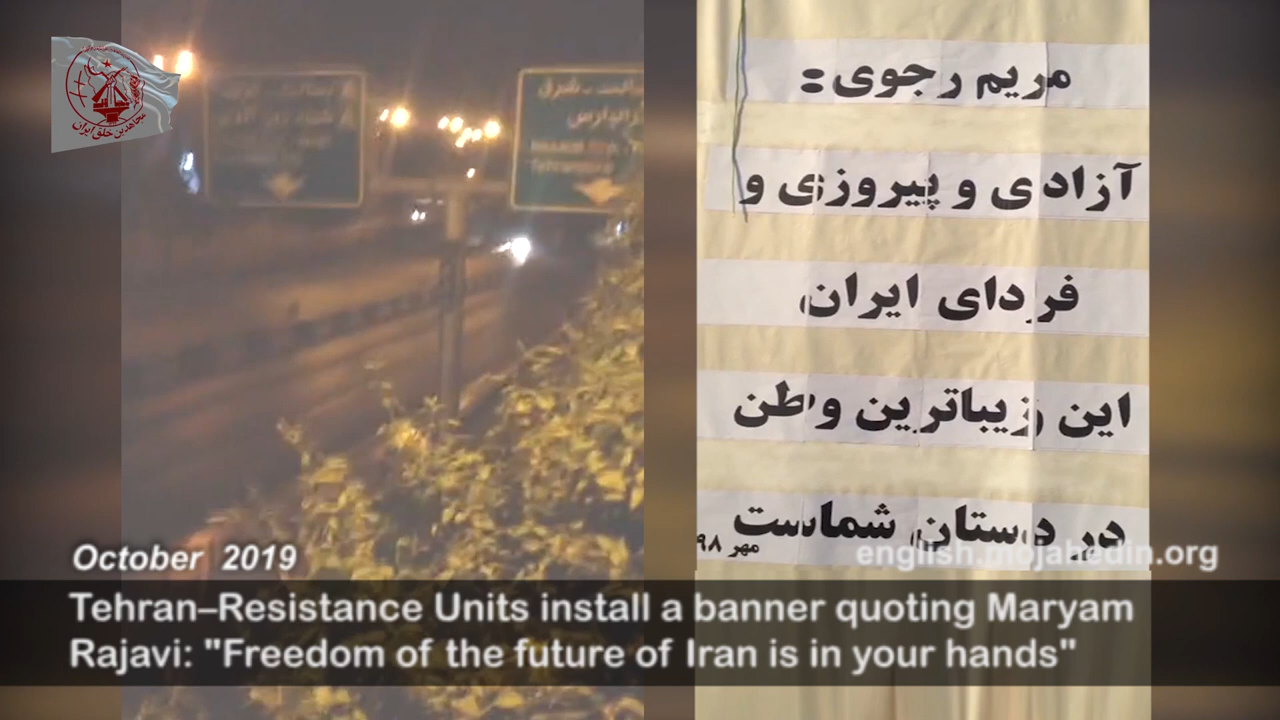 مجاهدین خلق ایران
مریم رجوی:
آزادی و پیروزی و
فردای ایران
این زیباترین وطن
در دستان شماست
مهر ۹۸
October 2019
english.mojahedin.org
Tehran–Resistance Units install a banner quoting Maryam
Rajavi: "Freedom of the future of Iran is in your hands"